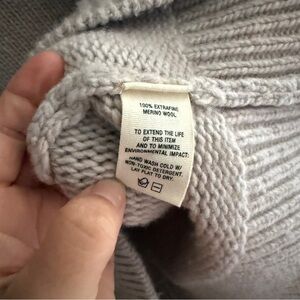 100% EXTRAFINE
MERINO WOOL
TO EXTEND THE LIFE
OF THIS ITEM
AND TO MINIMIZE
ENVIRONMENTAL IMPACT:
HAND WASH COLD W/
NON-TOXIC DETERGENT.
LAY FLAT TO DRY.